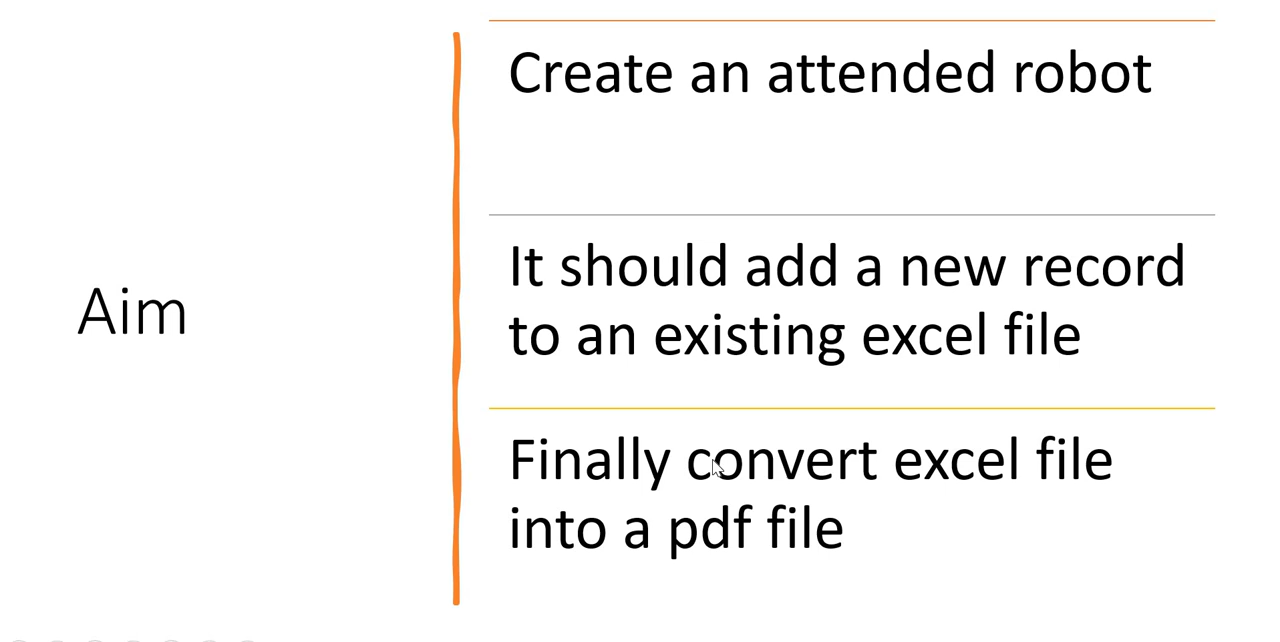 Aim
Create an attended robot
It should add a new record
to an existing excel file
Finally convert excel file
into a pdf file